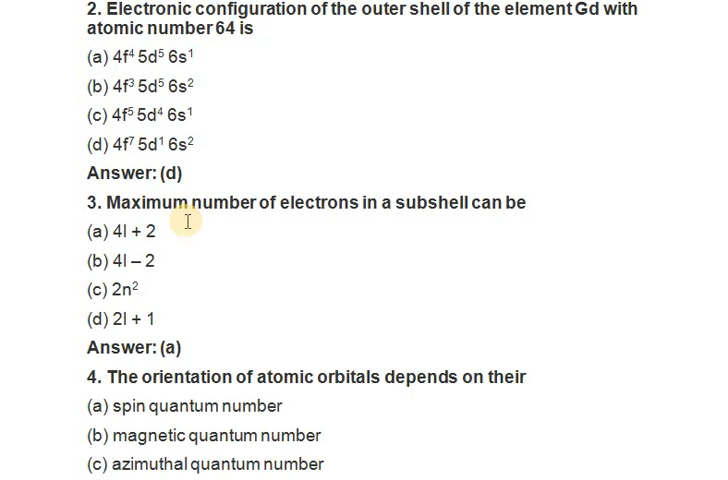 2. Electronic configuration of the outer shell of the element Gd with
atomic number 64 is
(a) 4f⁴ 5d⁵ 6s¹
(b) 4f³ 5d⁵ 6s²
(c) 4f⁵ 5d⁴ 6s¹
(d) 4f⁷ 5d¹ 6s²
Answer: (d)
3. Maximum number of electrons in a subshell can be
(a) 4l + 2
(b) 4l – 2
(c) 2n²
(d) 2l + 1
Answer: (a)
4. The orientation of atomic orbitals depends on their
(a) spin quantum number
(b) magnetic quantum number
(c) azimuthal quantum number